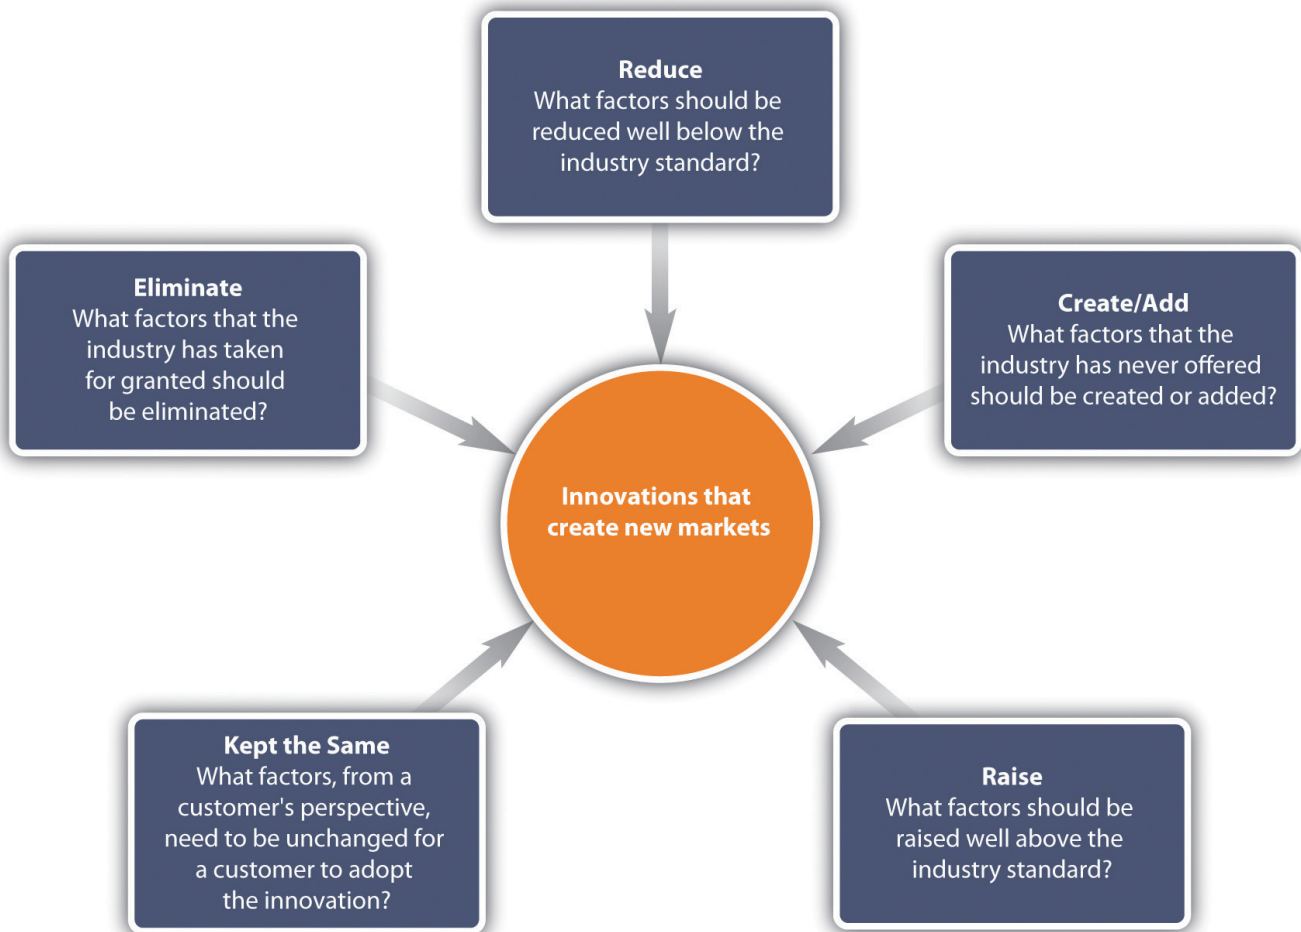 Reduce
What factors should be
reduced well below the
industry standard?
Eliminate
What factors that the
industry has taken
for granted should
be eliminated?
Create/Add
What factors that the
industry has never offered
should be created or added?
Innovations that
create new markets
Kept the Same
What factors, from a
customer's perspective,
need to be unchanged for
a customer to adopt
the innovation?
Raise
What factors should be
raised well above the
industry standard?